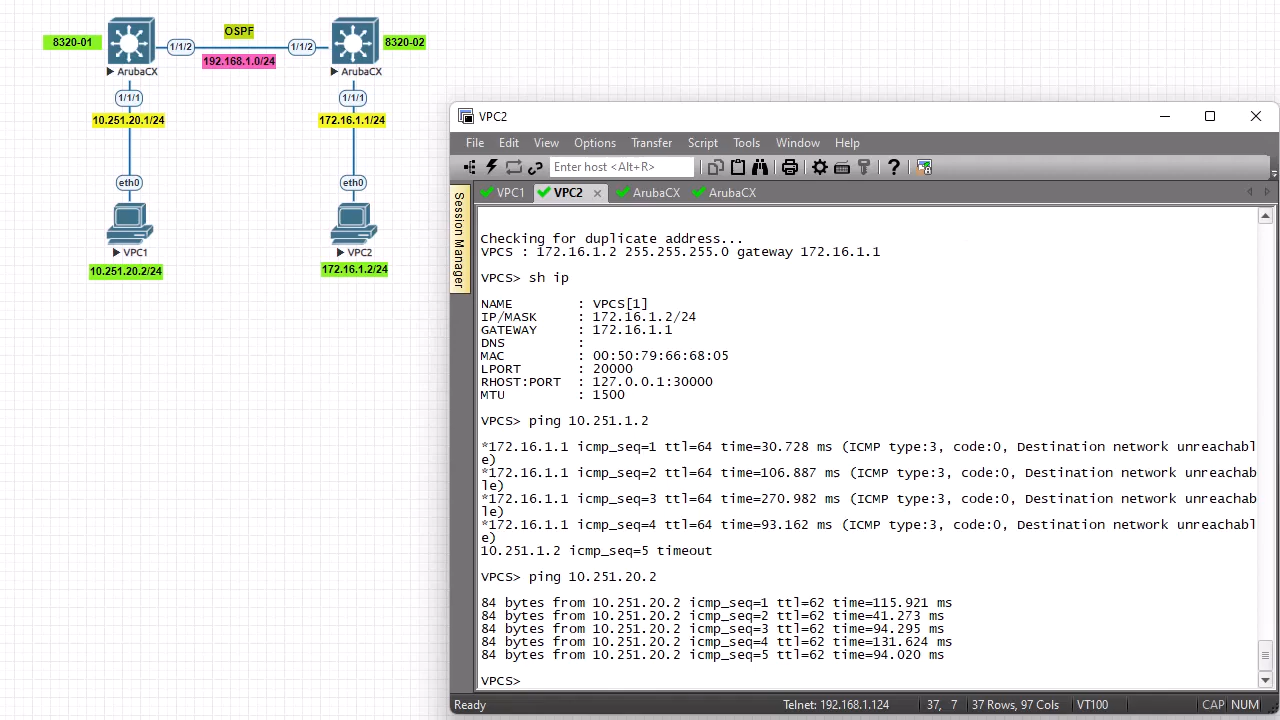 8320-01
1/1/2
OSPF
192.168.1.0/24
1/1/2
8320-02
ArubaCX
ArubaCX
1/1/1
10.251.20.1/24
1/1/1
172.16.1.1/24
eth0
eth0
VPC1
10.251.20.2/24
VPC2
172.16.1.2/24
VPC2
File Edit View Options Transfer Script Tools Window Help
Enter host <Alt+R>
VPC1 VPC2 ArubaCX ArubaCX
Session Manager
Checking for duplicate address...
VPCS : 172.16.1.2 255.255.255.0 gateway 172.16.1.1
VPCS> sh ip
NAME : VPCS[1]
IP/MASK : 172.16.1.2/24
GATEWAY : 172.16.1.1
DNS :
MAC : 00:50:79:66:68:05
LPORT : 20000
RHOST:PORT : 127.0.0.1:30000
MTU : 1500
VPCS> ping 10.251.1.2
*172.16.1.1 icmp_seq=1 ttl=64 time=30.728 ms (ICMP type:3, code:0, Destination network unreachabl
e)
*172.16.1.1 icmp_seq=2 ttl=64 time=106.887 ms (ICMP type:3, code:0, Destination network unreachab
le)
*172.16.1.1 icmp_seq=3 ttl=64 time=270.982 ms (ICMP type:3, code:0, Destination network unreachab
le)
*172.16.1.1 icmp_seq=4 ttl=64 time=93.162 ms (ICMP type:3, code:0, Destination network unreachabl
e)
10.251.1.2 icmp_seq=5 timeout
VPCS> ping 10.251.20.2
84 bytes from 10.251.20.2 icmp_seq=1 ttl=62 time=115.921 ms
84 bytes from 10.251.20.2 icmp_seq=2 ttl=62 time=41.273 ms
84 bytes from 10.251.20.2 icmp_seq=3 ttl=62 time=94.295 ms
84 bytes from 10.251.20.2 icmp_seq=4 ttl=62 time=131.624 ms
84 bytes from 10.251.20.2 icmp_seq=5 ttl=62 time=94.020 ms
VPCS>
Ready Telnet: 192.168.1.124 37, 7 37 Rows, 97 Cols VT100 CAP NUM